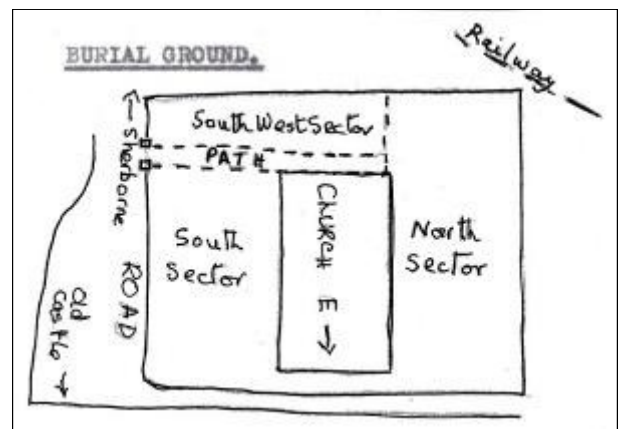 BURIAL GROUND.
Railway
South West Sector
PATH
← Sherborne
ROAD
South
Sector
CHURCH E →
North
Sector
Old
Castle →